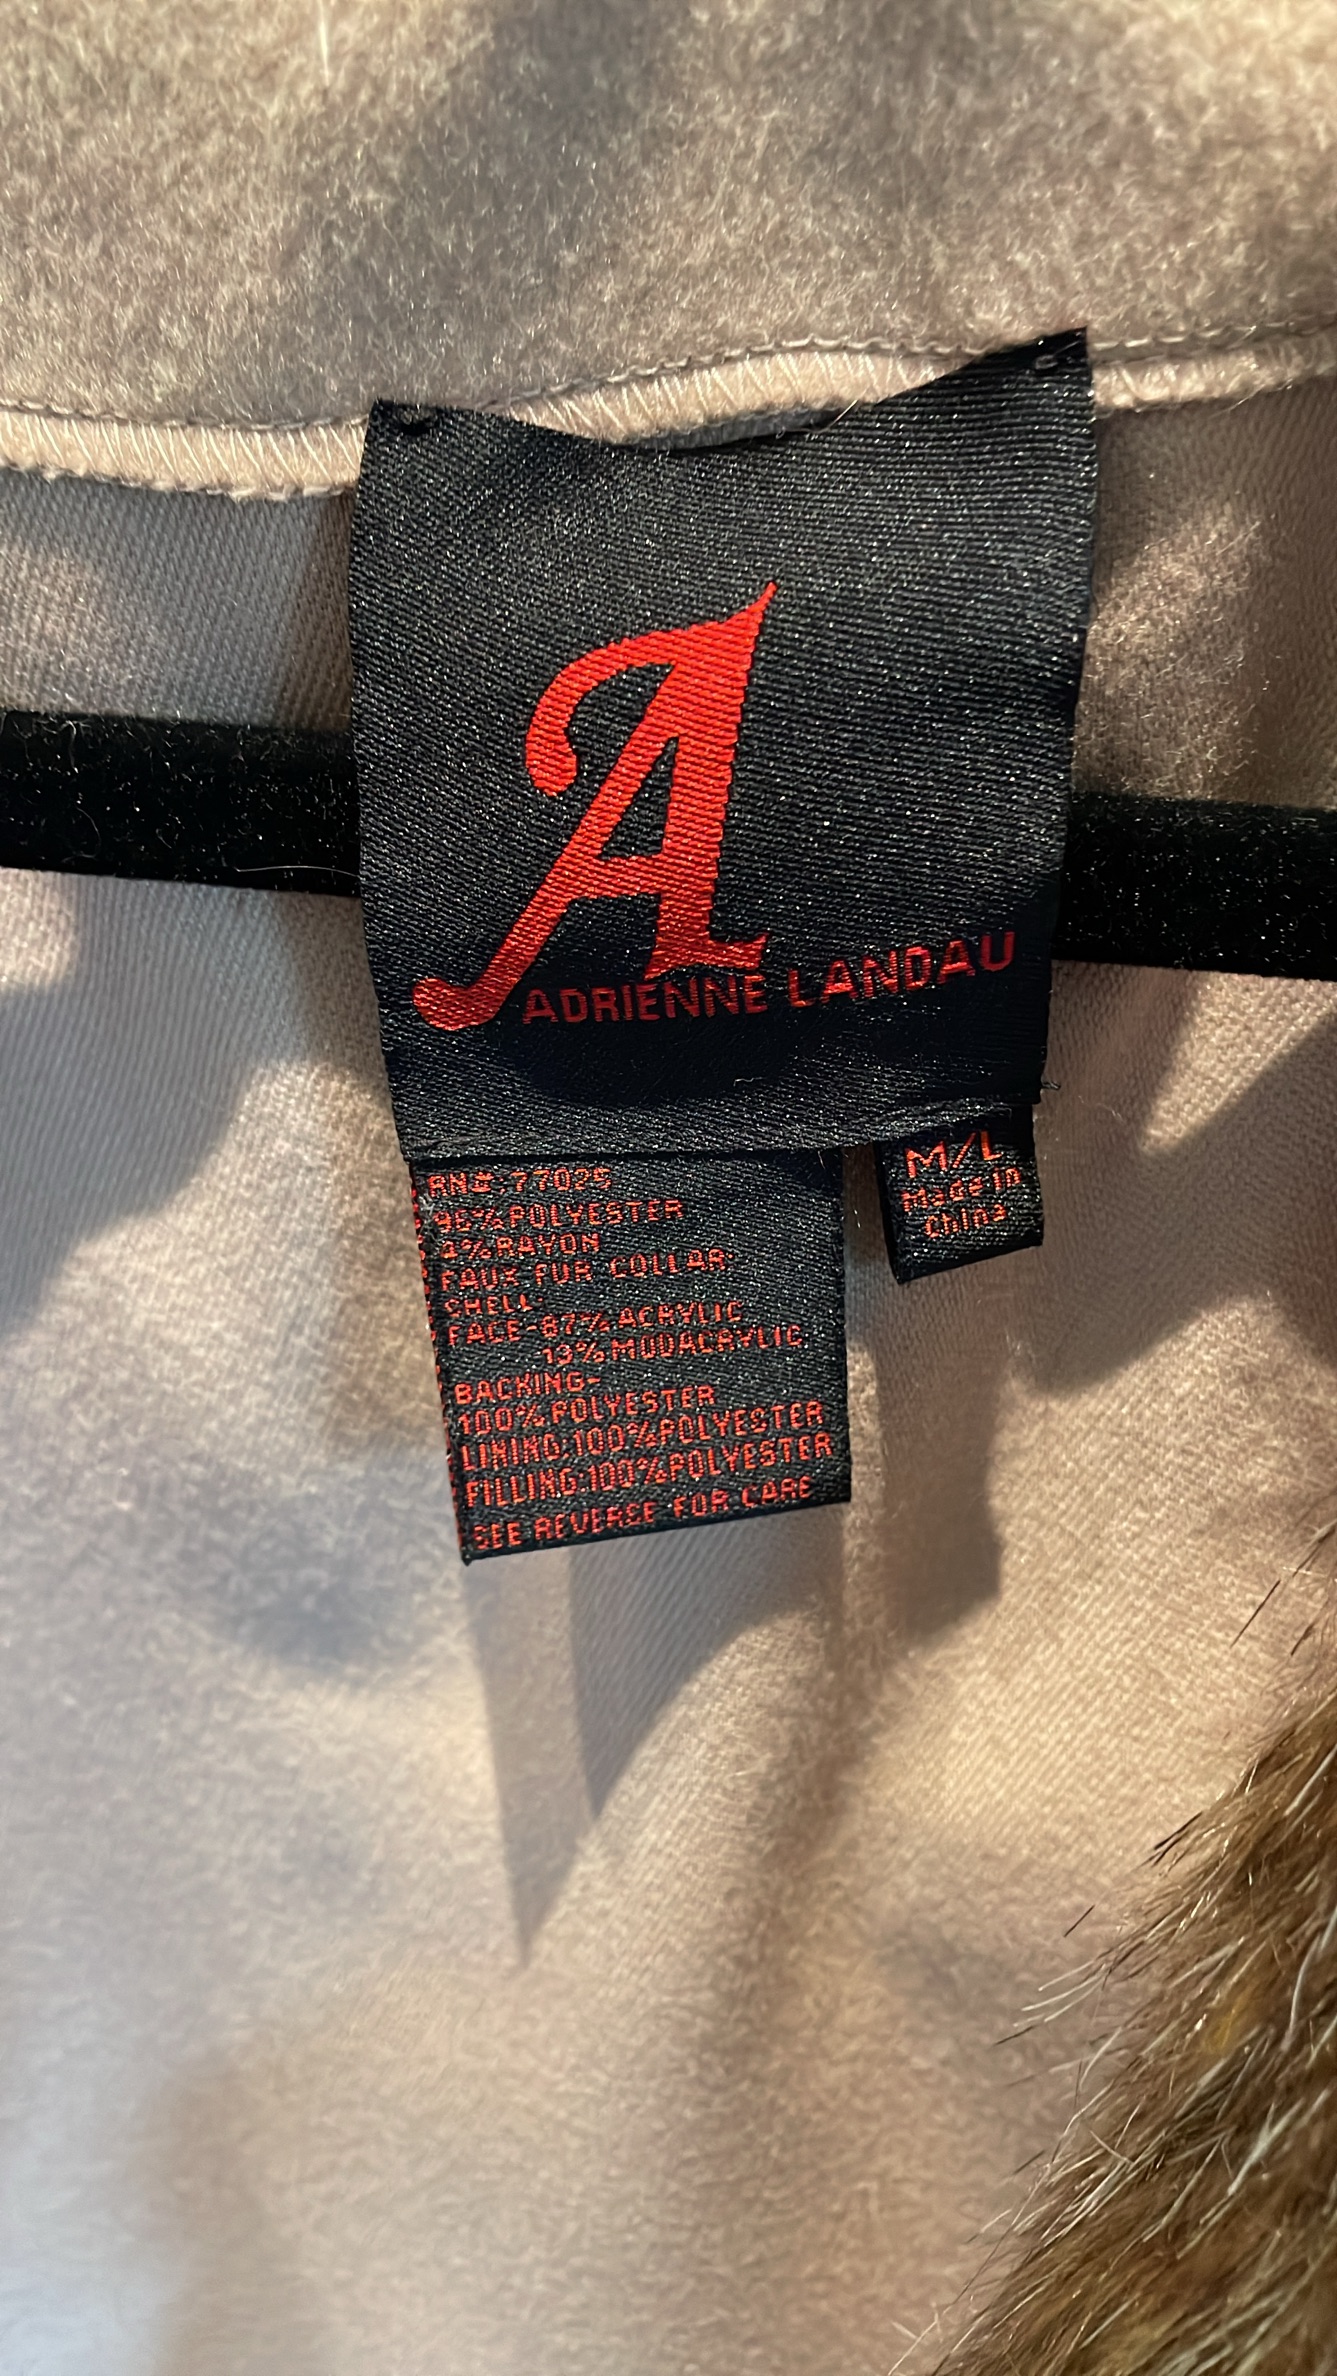 A
ADRIENNE LANDAU
M/L
Made in
China
RN#:77025
96% POLYESTER
4% RAYON
FAUX FUR COLLAR:
SHELL:
FACE-87% ACRYLIC
13% MODACRYLIC
BACKING-
100% POLYESTER
LINING:100% POLYESTER
FILLING:100% POLYESTER
SEE REVERSE FOR CARE